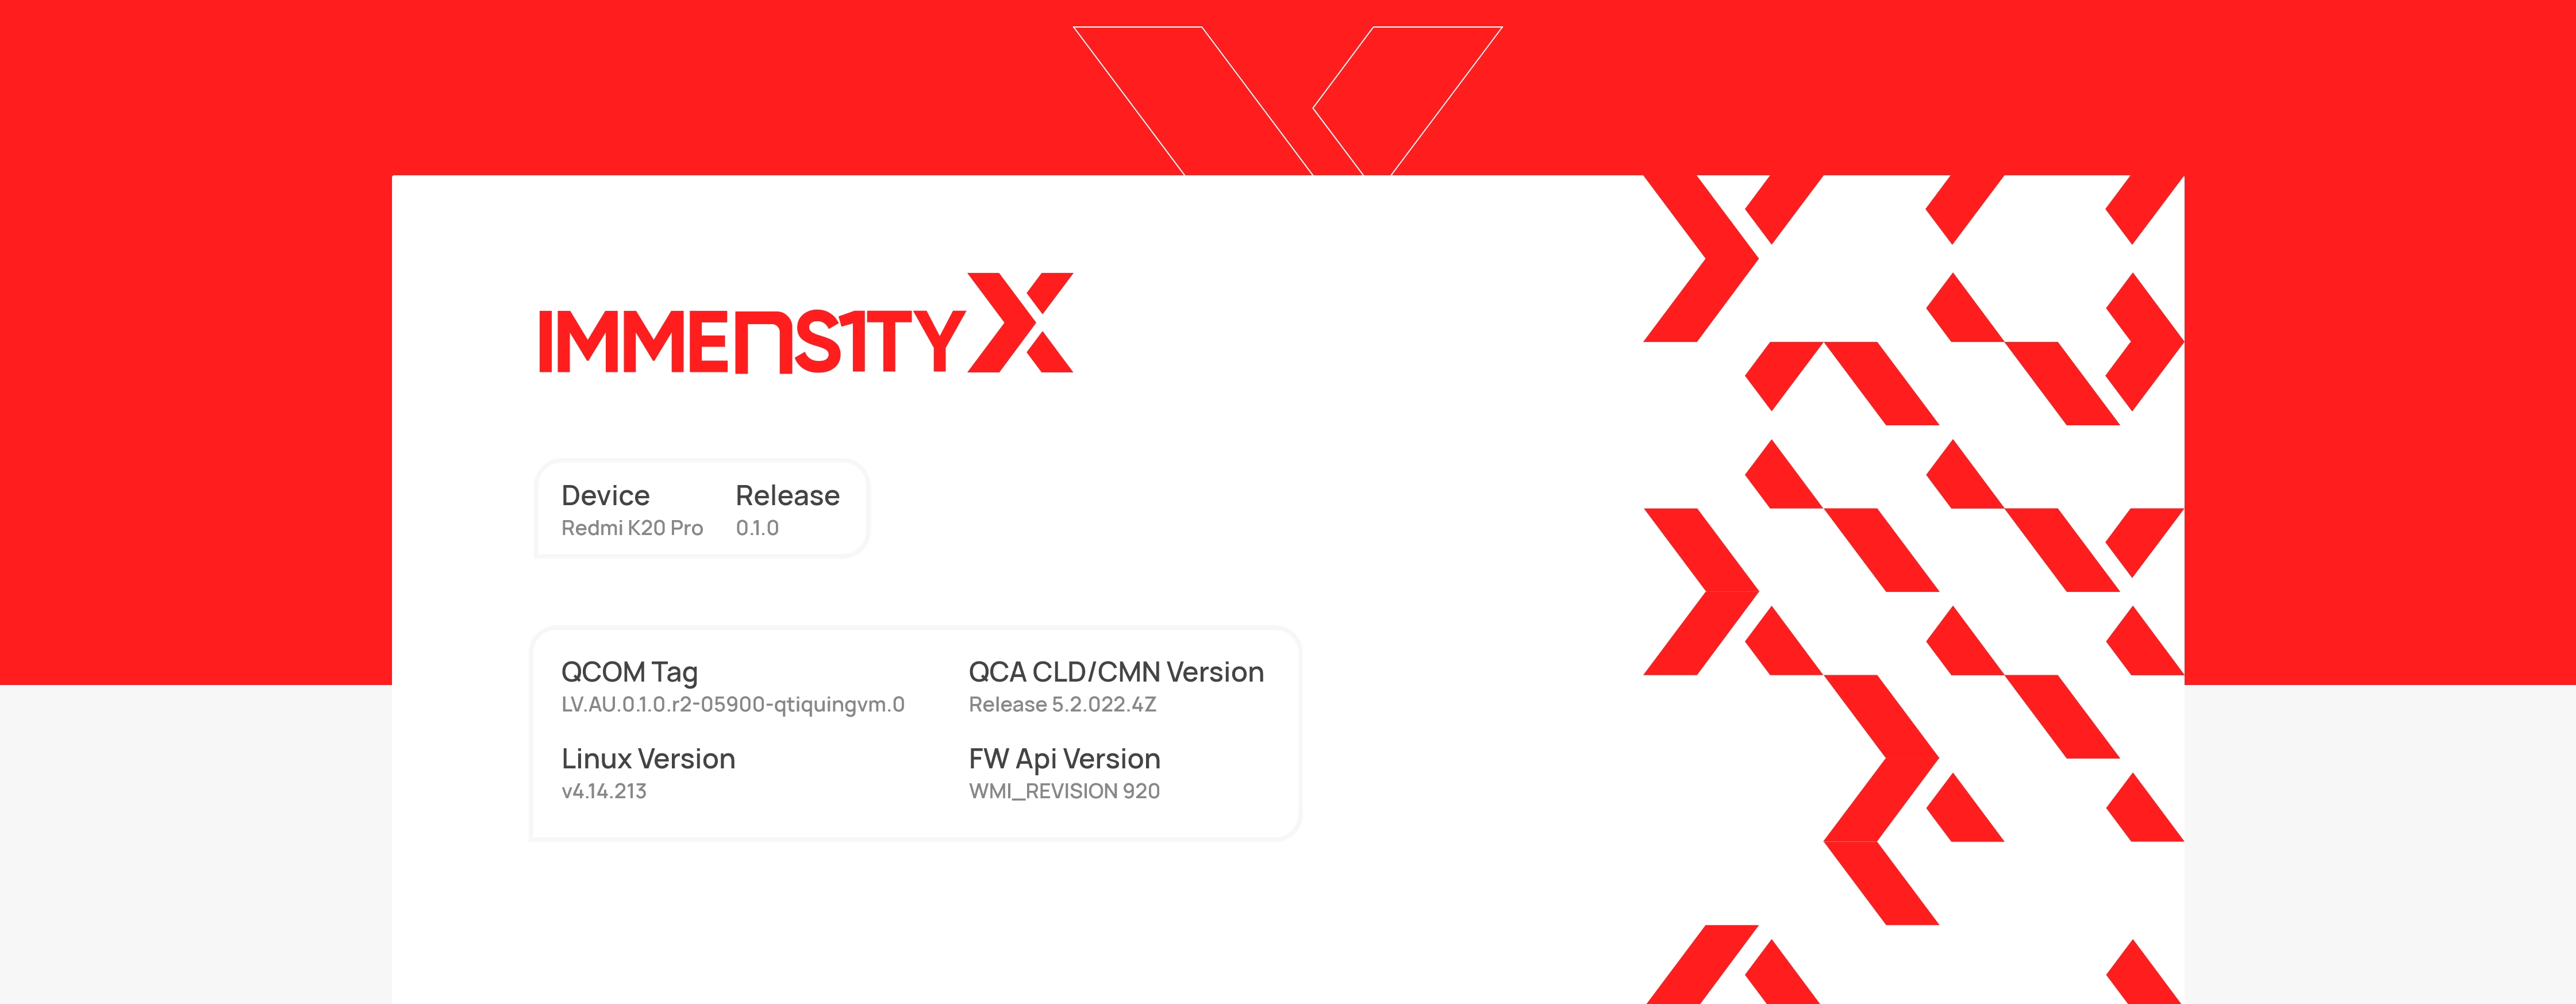 IMMENS1TY X
Device Release
Redmi K20 Pro 0.1.0
QCOM Tag QCA CLD/CMN Version
LV.AU.0.1.0.r2-05900-qtiquingvm.0 Release 5.2.022.4Z
Linux Version FW Api Version
v4.14.213 WMI_REVISION 920